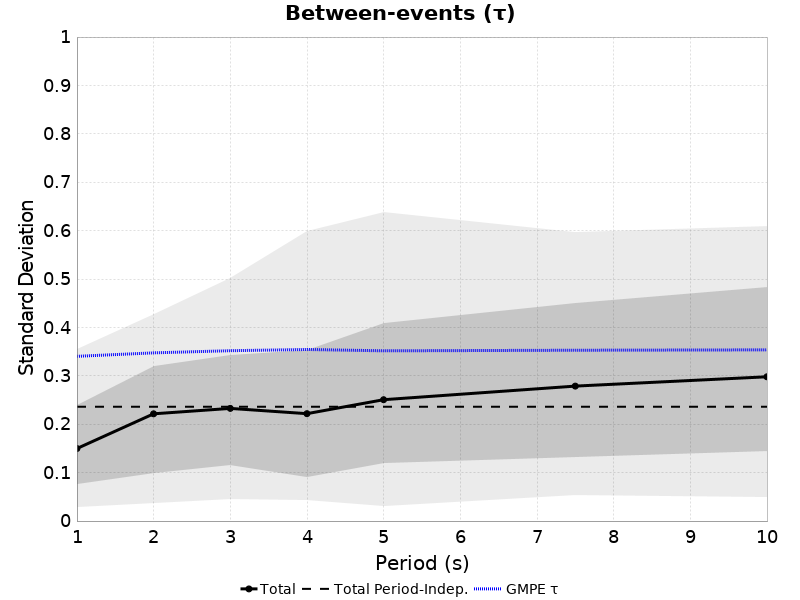 Between-events (τ)
1
0.9
0.8
0.7
0.6
0.5
0.4
0.3
0.2
0.1
0
Standard Deviation
1 2 3 4 5 6 7 8 9 10
Period (s)
Total Total Period-Indep. GMPE τ